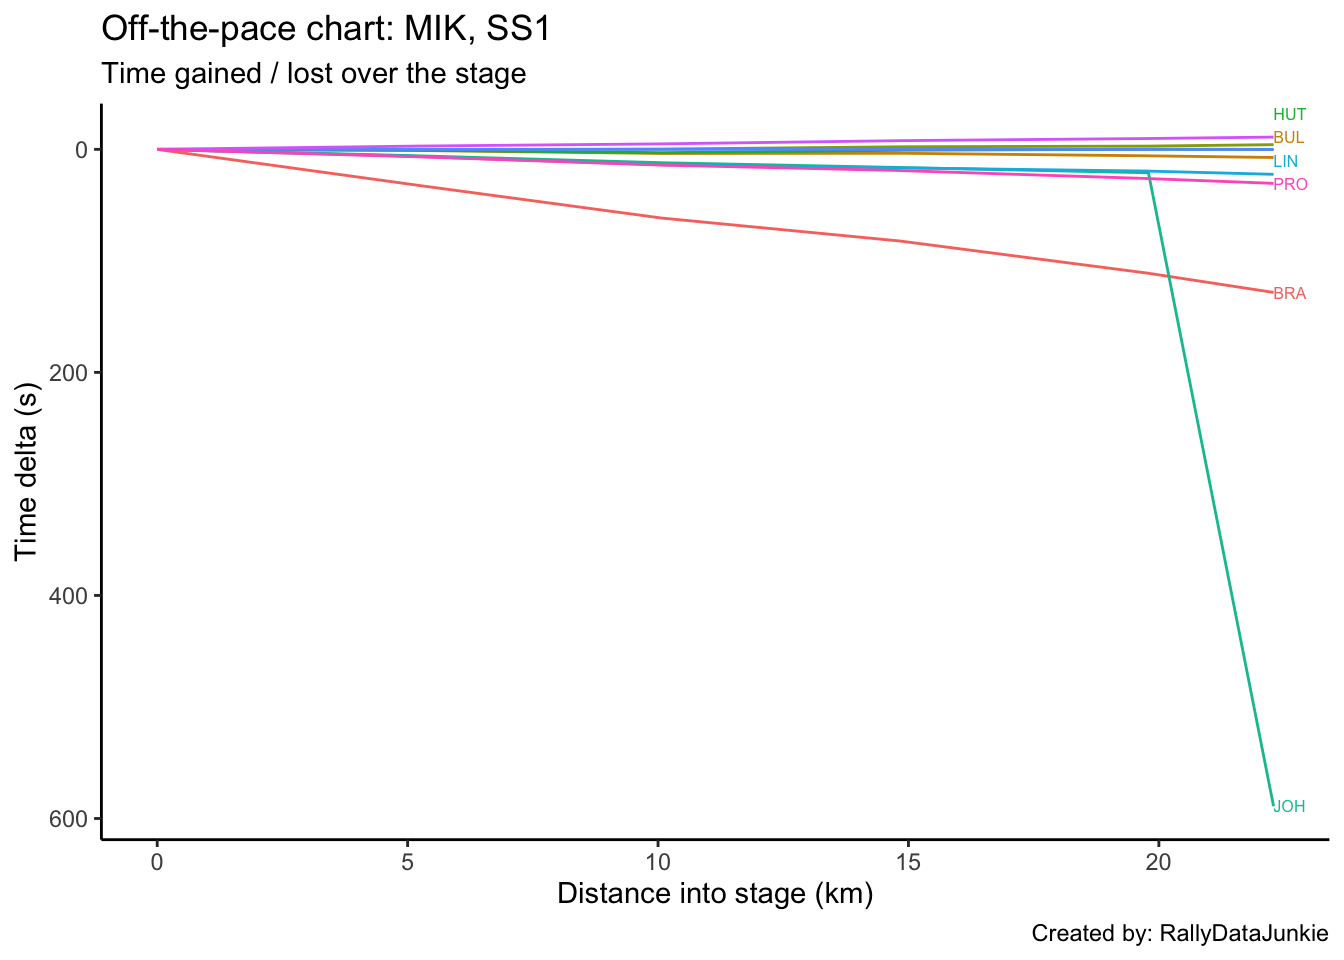 Off-the-pace chart: MIK, SS1
Time gained / lost over the stage
HUT
0
BUL
LIN
PRO
BRA
200
Time delta (s)
400
600
JOH
0 5 10 15 20
Distance into stage (km)
Created by: RallyDataJunkie